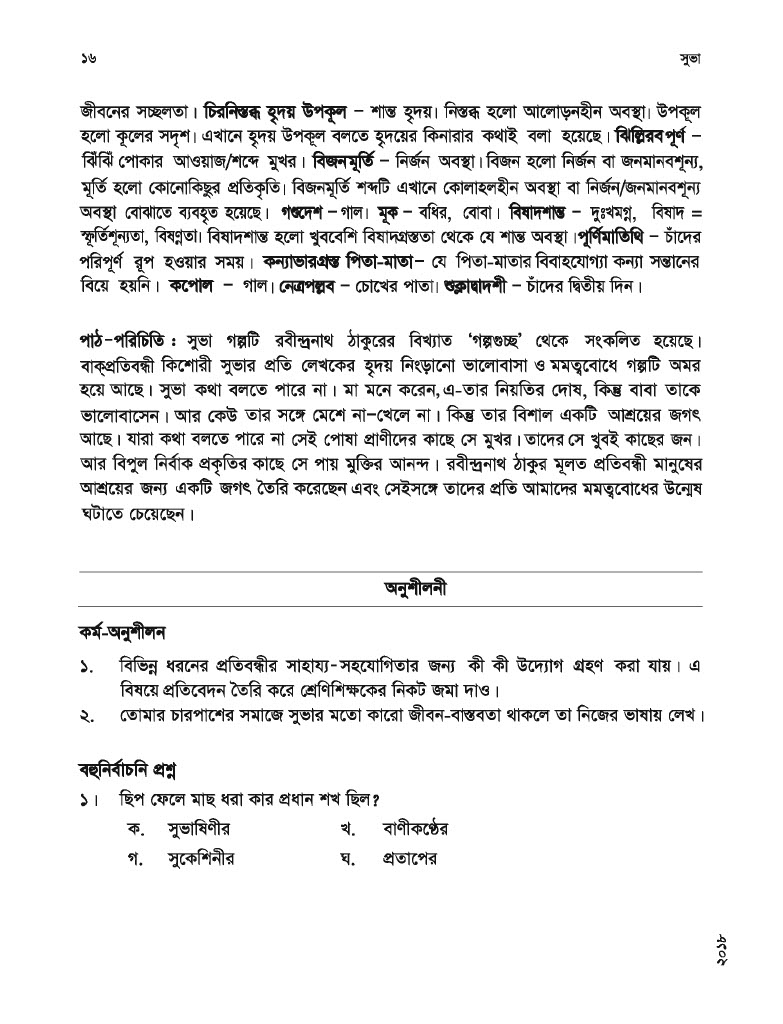 ১৬ সুভা
জীবনের সচ্ছলতা। চিরনিস্তব্ধ হৃদয় উপকূল – শান্ত হৃদয়। নিস্তব্ধ হলো আলোড়নহীন অবস্থা। উপকূল
হলো কূলের সদৃশ। এখানে হৃদয় উপকূল বলতে হৃদয়ের কিনারার কথাই বলা হয়েছে। ঝিল্লিরবপূর্ণ –
ঝিঁঝিঁ পোকার আওয়াজ/শব্দে মুখর। বিজনমূর্তি – নির্জন অবস্থা। বিজন হলো নির্জন বা জনমানবশূন্য,
মূর্তি হলো কোনোকিছুর প্রতিকৃতি। বিজনমূর্তি শব্দটি এখানে কোলাহলহীন অবস্থা বা নির্জন/জনমানবশূন্য
অবস্থা বোঝাতে ব্যবহৃত হয়েছে। গণ্ডদেশ – গাল। মূক – বধির, বোবা। বিষাদশান্ত – দুঃখমগ্ন, বিষাদ =
স্ফূর্তিশূন্যতা, বিষণ্নতা। বিষাদশান্ত হলো খুববেশি বিষাদগ্রস্ততা থেকে যে শান্ত অবস্থা। পূর্ণিমাতিথি – চাঁদের
পরিপূর্ণ রূপ হওয়ার সময়। কন্যাভারগ্রস্ত পিতা-মাতা– যে পিতা-মাতার বিবাহযোগ্যা কন্যা সন্তানের
বিয়ে হয়নি। কপোল – গাল। নেত্রপল্লব – চোখের পাতা। শুক্লাদ্বাদশী – চাঁদের দ্বিতীয় দিন।
পাঠ-পরিচিতি : সুভা গল্পটি রবীন্দ্রনাথ ঠাকুরের বিখ্যাত ‘গল্পগুচ্ছ’ থেকে সংকলিত হয়েছে।
বাক্‌প্রতিবন্ধী কিশোরী সুভার প্রতি লেখকের হৃদয় নিংড়ানো ভালোবাসা ও মমত্ববোধে গল্পটি অমর
হয়ে আছে। সুভা কথা বলতে পারে না। মা মনে করেন, এ-তার নিয়তির দোষ, কিন্তু বাবা তাকে
ভালোবাসেন। আর কেউ তার সঙ্গে মেশে না–খেলে না। কিন্তু তার বিশাল একটি আশ্রয়ের জগৎ
আছে। যারা কথা বলতে পারে না সেই পোষা প্রাণীদের কাছে সে মুখর। তাদের সে খুবই কাছের জন।
আর বিপুল নির্বাক প্রকৃতির কাছে সে পায় মুক্তির আনন্দ। রবীন্দ্রনাথ ঠাকুর মূলত প্রতিবন্ধী মানুষের
আশ্রয়ের জন্য একটি জগৎ তৈরি করেছেন এবং সেইসঙ্গে তাদের প্রতি আমাদের মমত্ববোধের উন্মেষ
ঘটাতে চেয়েছেন।
অনুশীলনী
কর্ম-অনুশীলন
১. বিভিন্ন ধরনের প্রতিবন্ধীর সাহায্য-সহযোগিতার জন্য কী কী উদ্যোগ গ্রহণ করা যায়। এ
বিষয়ে প্রতিবেদন তৈরি করে শ্রেণিশিক্ষকের নিকট জমা দাও।
২. তোমার চারপাশের সমাজে সুভার মতো কারো জীবন-বাস্তবতা থাকলে তা নিজের ভাষায় লেখ।
বহুনির্বাচনি প্রশ্ন
১। ছিপ ফেলে মাছ ধরা কার প্রধান শখ ছিল?
ক. সুভাষিণীর খ. বাণীকণ্ঠের
গ. সুকেশিনীর ঘ. প্রতাপের
২০১৮